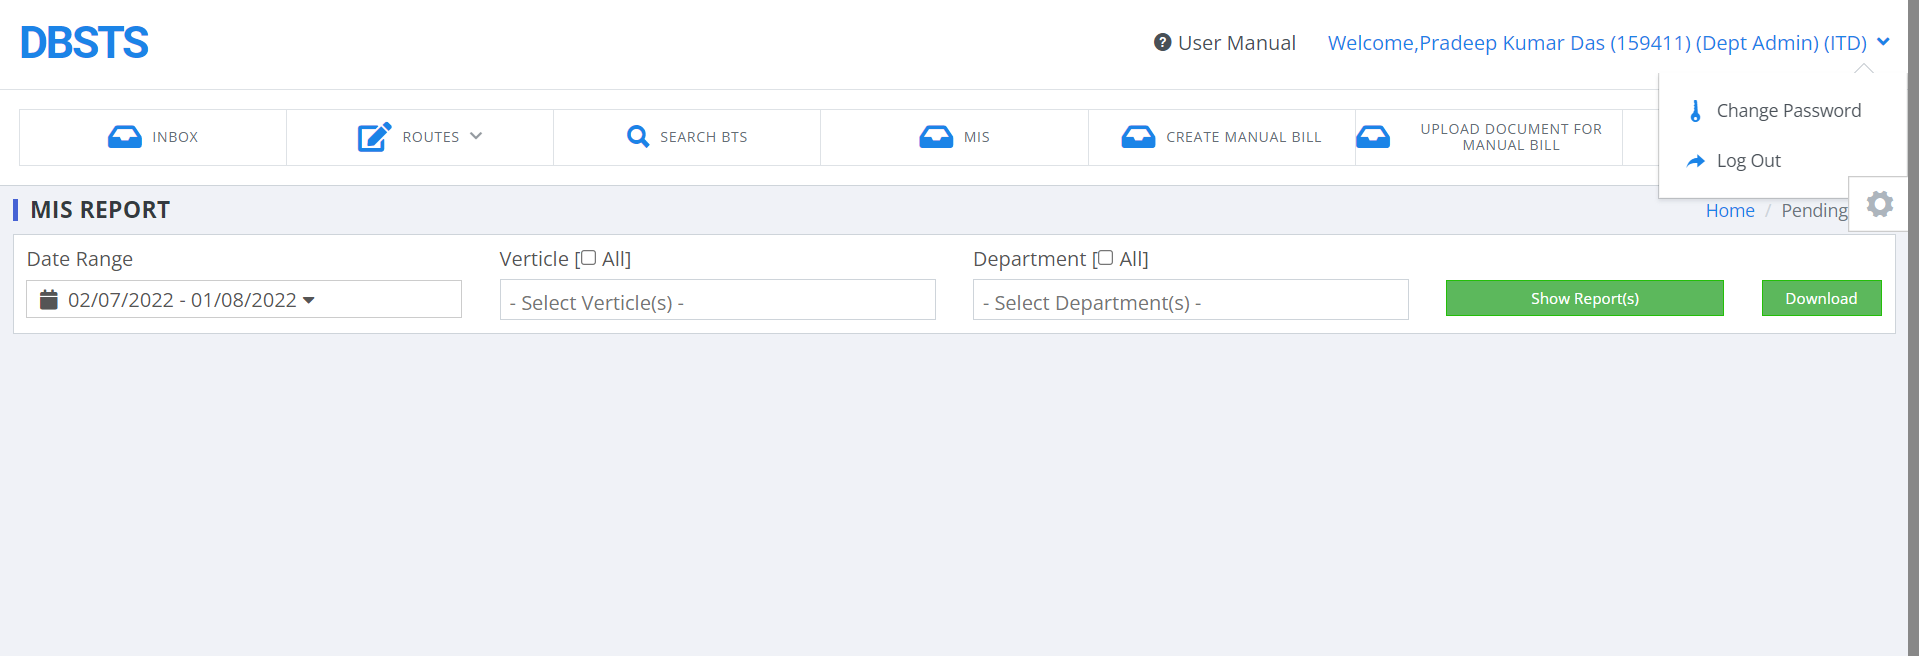 DBSTS
User Manual
Welcome,Pradeep Kumar Das (159411) (Dept Admin) (ITD)
Change Password
Log Out
INBOX
ROUTES
SEARCH BTS
MIS
CREATE MANUAL BILL
UPLOAD DOCUMENT FOR
MANUAL BILL
MIS REPORT
Home / Pending
Date Range
Verticle [ All]
Department [ All]
02/07/2022 - 01/08/2022
- Select Verticle(s) -
- Select Department(s) -
Show Report(s)
Download